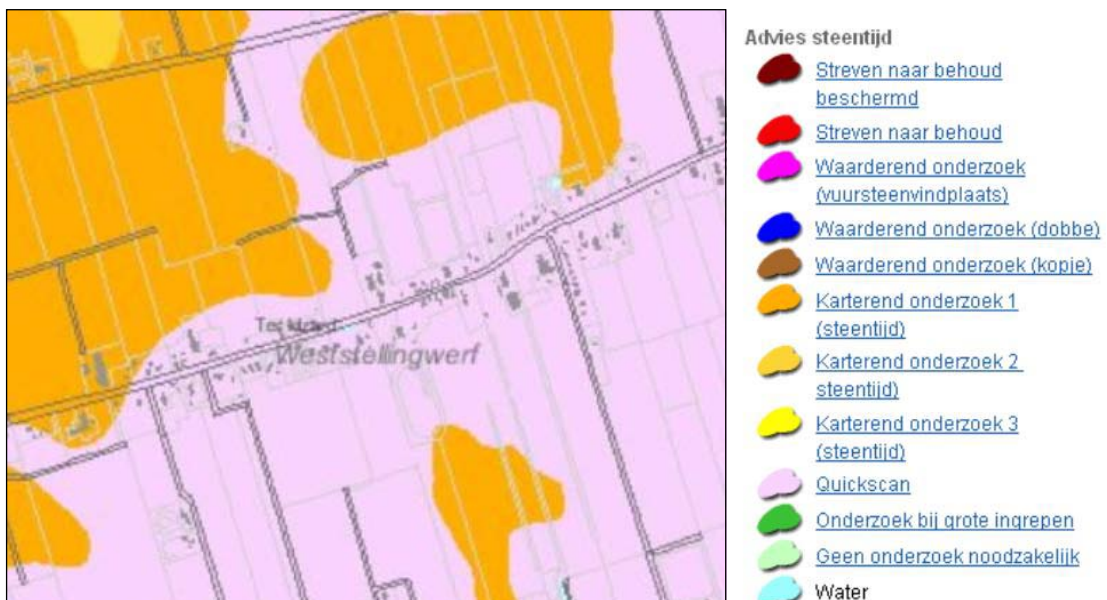 Weststellingwerf
Advies steentijd
Streven naar behoud
beschermd
Streven naar behoud
Waarderend onderzoek
(vuursteenvindplaats)
Waarderend onderzoek (dobbe)
Waarderend onderzoek (kopje)
Karterend onderzoek 1
(steentijd)
Karterend onderzoek 2
steentijd)
Karterend onderzoek 3
(steentijd)
Quickscan
Onderzoek bij grote ingrepen
Geen onderzoek noodzakelijk
Water